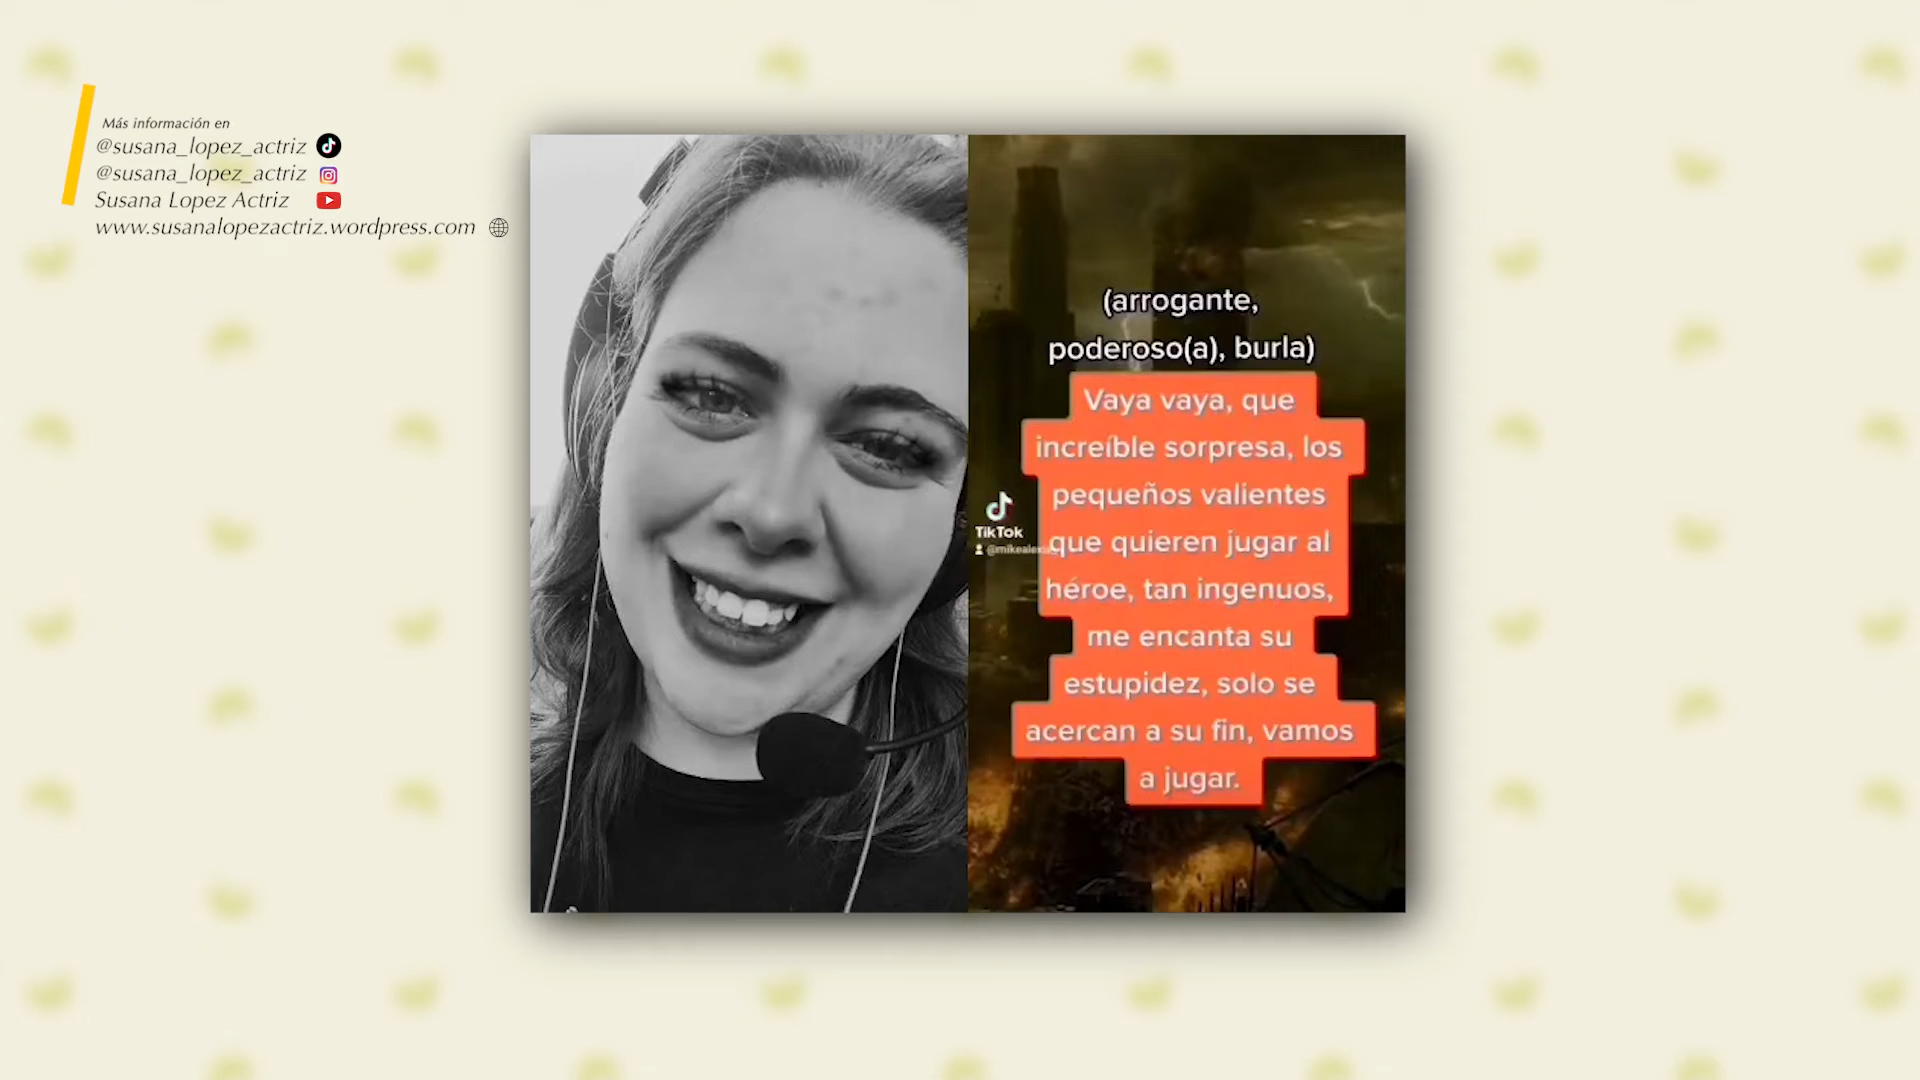 Más información en
@susana_lopez_actriz
@susana_lopez_actriz
Susana Lopez Actriz
www.susanalopezactriz.wordpress.com
(arrogante,
poderoso(a), burla)
Vaya vaya, que
increíble sorpresa, los
pequeños valientes
que quieren jugar al
héroe, tan ingenuos,
me encanta su
estupidez, solo se
acercan a su fin, vamos
a jugar.
TikTok